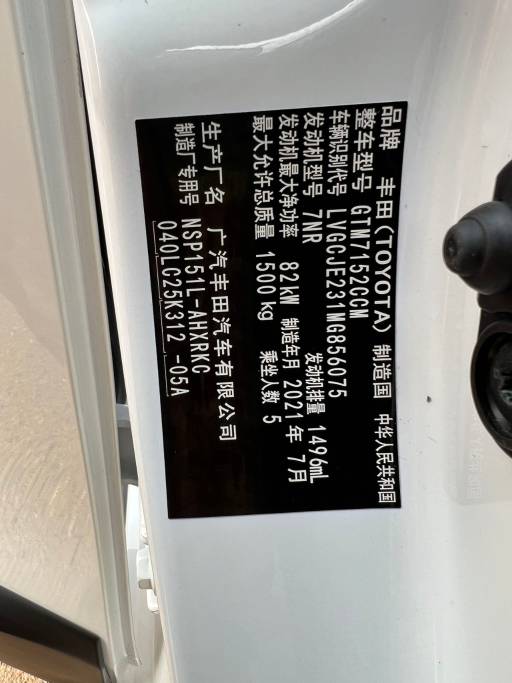 品牌 丰田(TOYOTA) 制造国 中华人民共和国
整车型号 GTM7152GCM
车辆识别代号 LVGCJE231MG856075
发动机型号 7NR 发动机排量 1496mL
发动机最大净功率 82kW 制造年月 2021年 7月
最大允许总质量 1500kg 乘坐人数 5
生产厂名 广汽丰田汽车有限公司
制造厂专用号 NSP151L-AHXRKC
040LC25K312 -05A